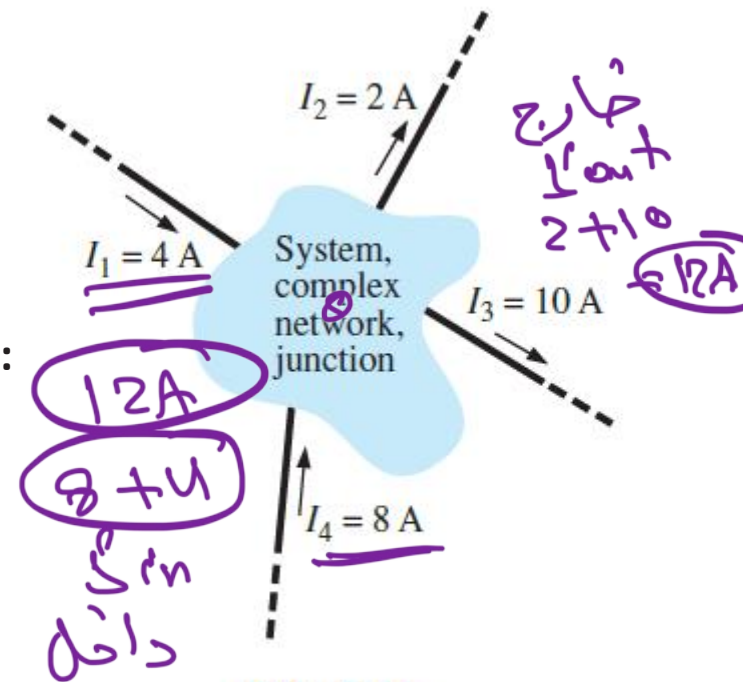 I₂ = 2 A
خارج
I out
2 + 10
= 12A
I₁ = 4 A
System,
complex
network,
junction
I₃ = 10 A
:
12A
8 + 4
I₄ = 8 A
in
داخل